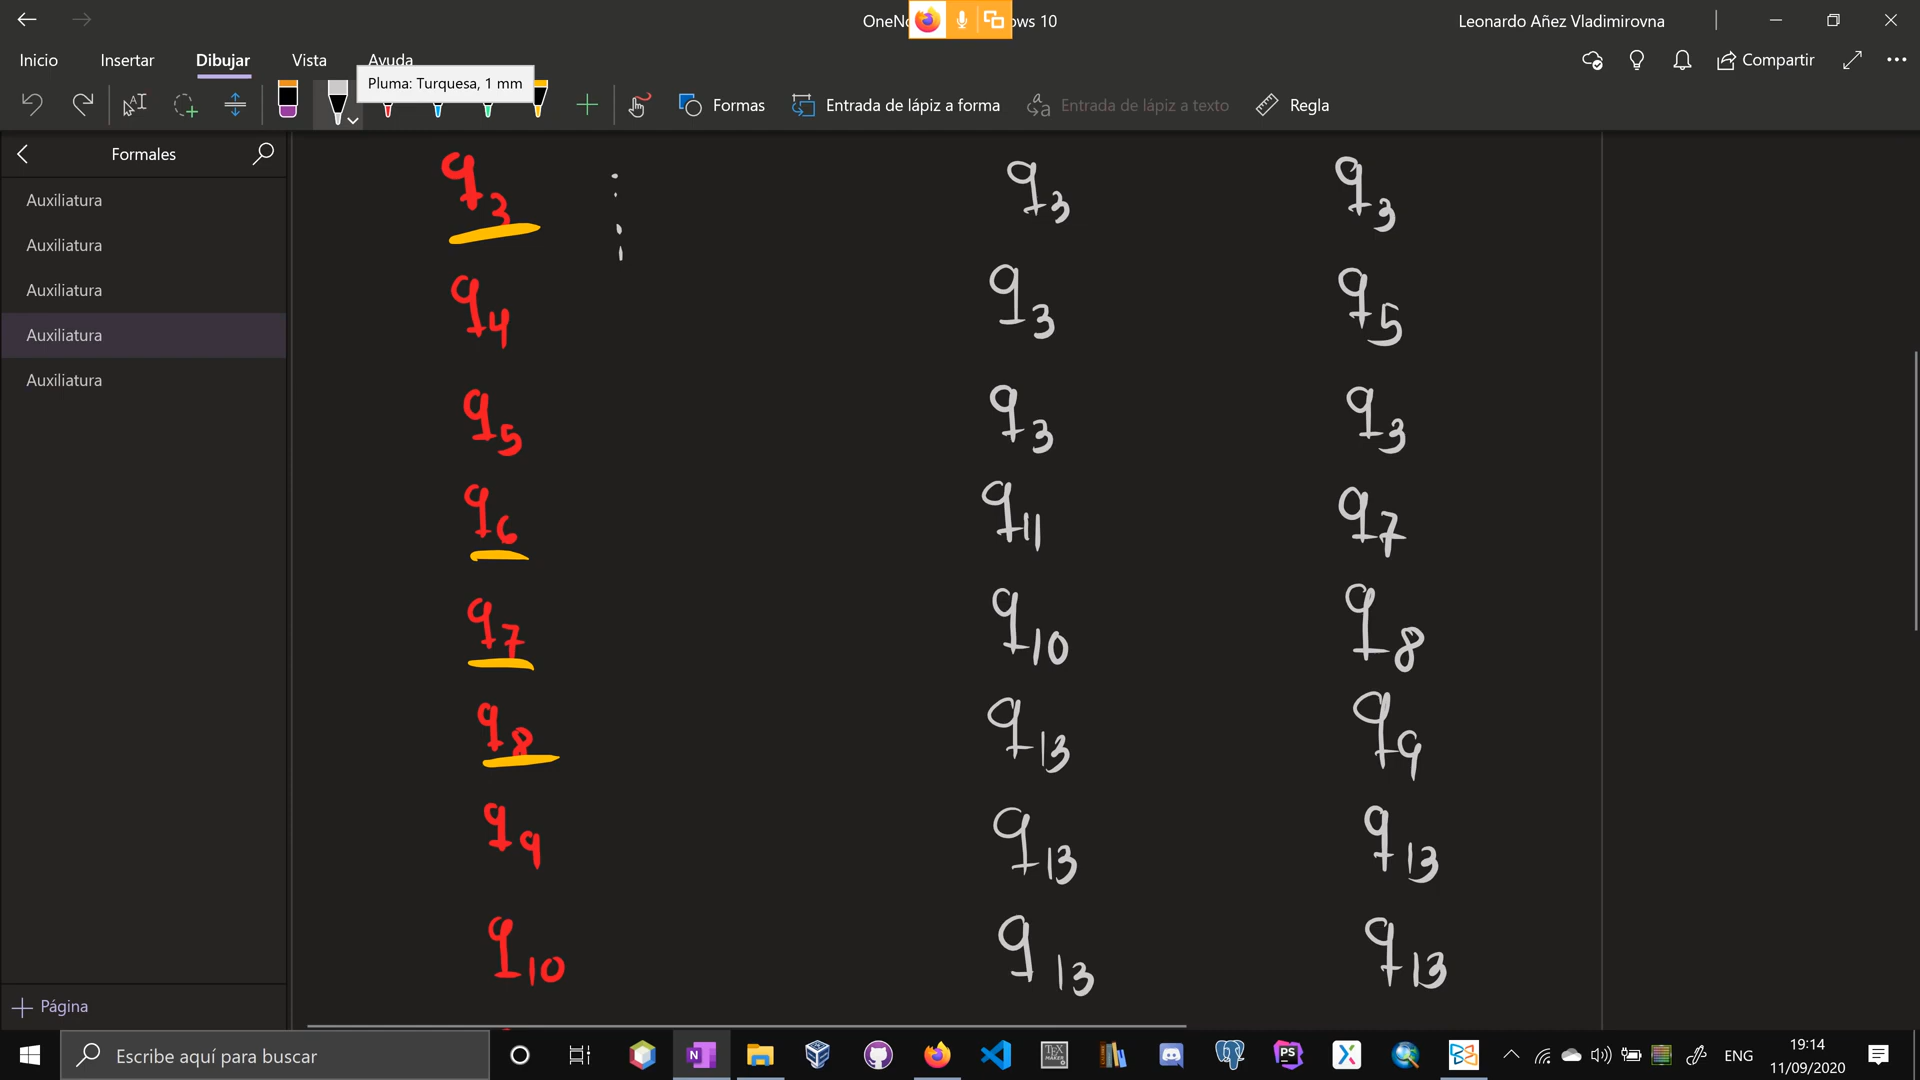 OneNo
ws 10
Leonardo Añez Vladimirovna
Inicio Insertar Dibujar Vista Ayuda
Compartir
Pluma: Turquesa, 1 mm
Formas Entrada de lápiz a forma Entrada de lápiz a texto Regla
Formales
Auxiliatura
Auxiliatura
Auxiliatura
Auxiliatura
Auxiliatura
q3 q3 q3
q4 q3 q5
q5 q3 q3
q6 q11 q7
q7 q10 q8
q8 q13 q9
q9 q13 q13
q10 q13 q13
Página
Escribe aquí para buscar
ENG
19:14
11/09/2020